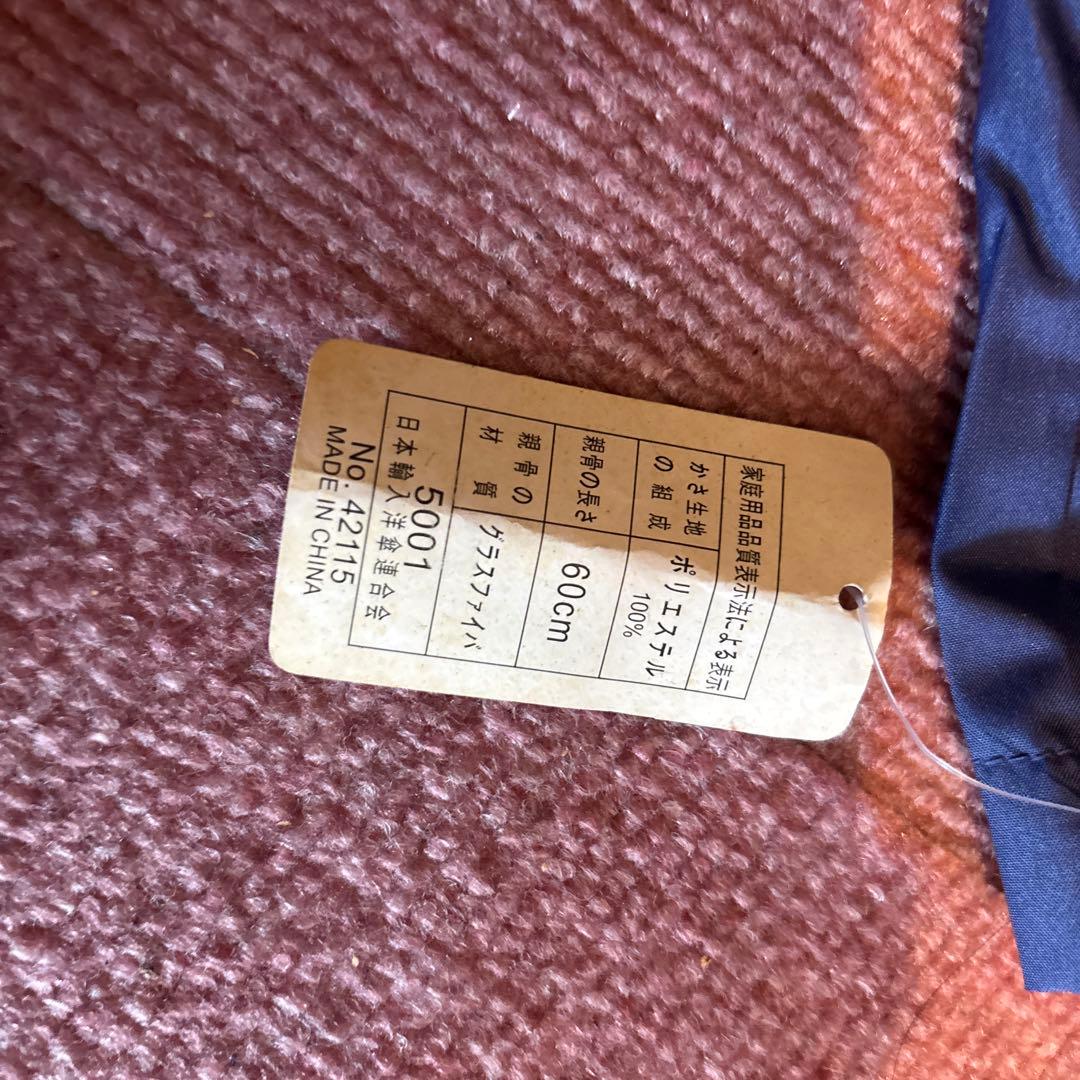 家庭用品品質表示法による表示
かさ生地の組成
ポリエステル
100%
親骨の長さ
60cm
親骨の材質
グラスファイバ
5001
日本輸入洋傘連合会
No. 42115
MADE IN CHINA